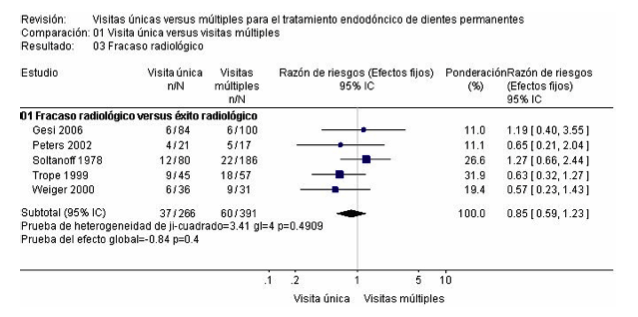 Revisión: Visitas únicas versus múltiples para el tratamiento endodóncico de dientes permanentes
Comparación: 01 Visita única versus visitas múltiples
Resultado: 03 Fracaso radiológico
Estudio Visita única Visitas Razón de riesgos (Efectos fijos) Ponderación Razón de riesgos
n/N múltiples 95% IC (%) (Efectos fijos)
n/N 95% IC
01 Fracaso radiológico versus éxito radiológico
Gesi 2006 6/84 6/100 11.0 1.19 [0.40, 3.55]
Peters 2002 4/21 5/17 11.1 0.65 [0.21, 2.04]
Soltanoff 1978 12/80 22/186 26.6 1.27 [0.66, 2.44]
Trope 1999 9/45 18/57 31.9 0.63 [0.32, 1.27]
Weiger 2000 6/36 9/31 19.4 0.57 [0.23, 1.43]
Subtotal (95% IC) 37/266 60/391 100.0 0.85 [0.59, 1.23]
Prueba de heterogeneidad de ji-cuadrado=3.41 gl=4 p=0.4909
Prueba del efecto global=-0.84 p=0.4
.1 .2 1 5 10
Visita única Visitas múltiples